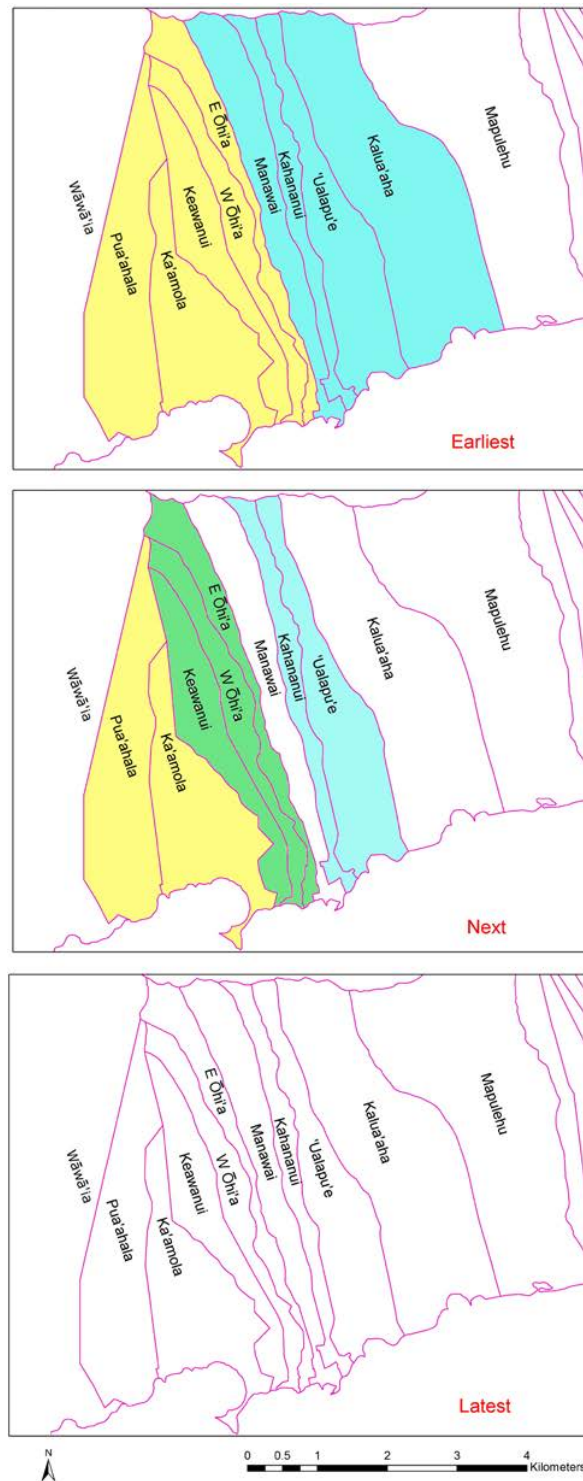 Wāwā'ia
Pua'ahala
Ka'amola
Keawanui
W Ōhi'a
E Ōhi'a
Manawai
Kahananui
'Ualapu'e
Kalua'aha
Mapulehu
Earliest
Wāwā'ia
Pua'ahala
Ka'amola
Keawanui
W Ōhi'a
E Ōhi'a
Manawai
Kahananui
'Ualapu'e
Kalua'aha
Mapulehu
Next
Wāwā'ia
Pua'ahala
Ka'amola
Keawanui
W Ōhi'a
E Ōhi'a
Manawai
Kahananui
'Ualapu'e
Kalua'aha
Mapulehu
Latest
N
0 0.5 1 2 3 4
Kilometers